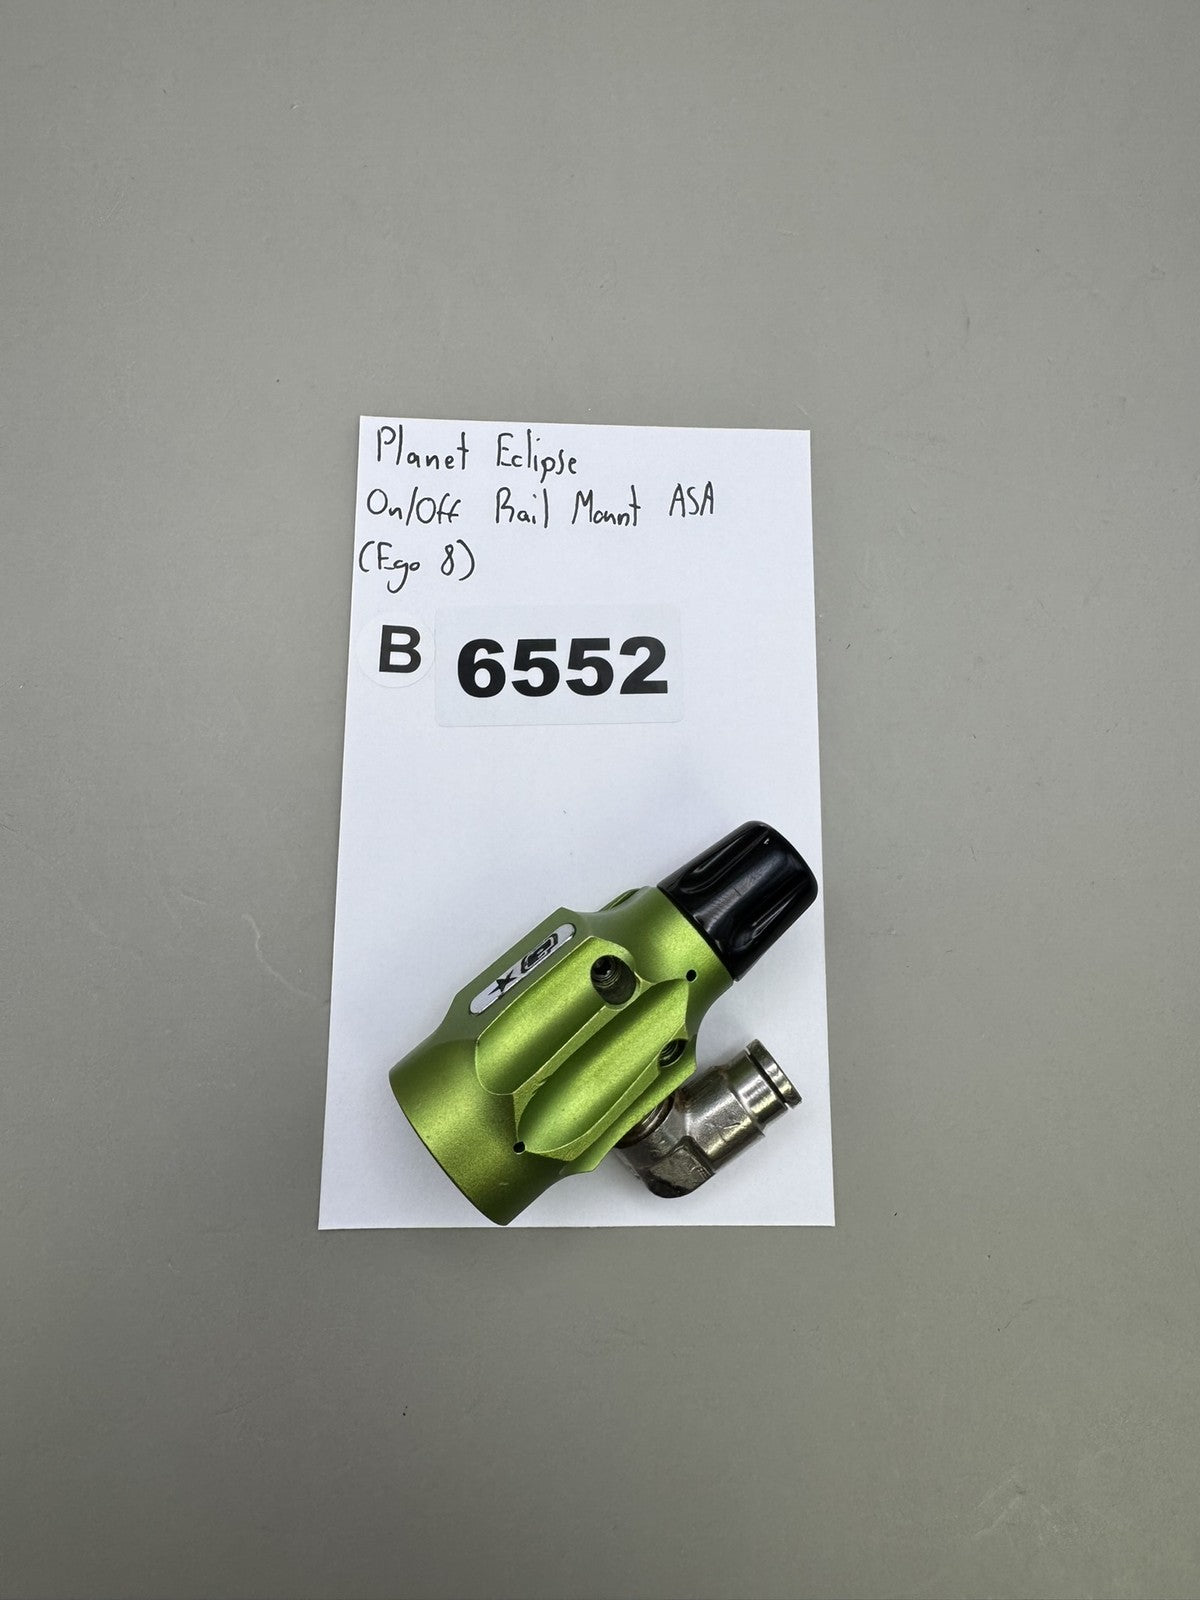 Planet Eclipse
On/Off Rail Mount ASA
(Ego 8)
B 6552